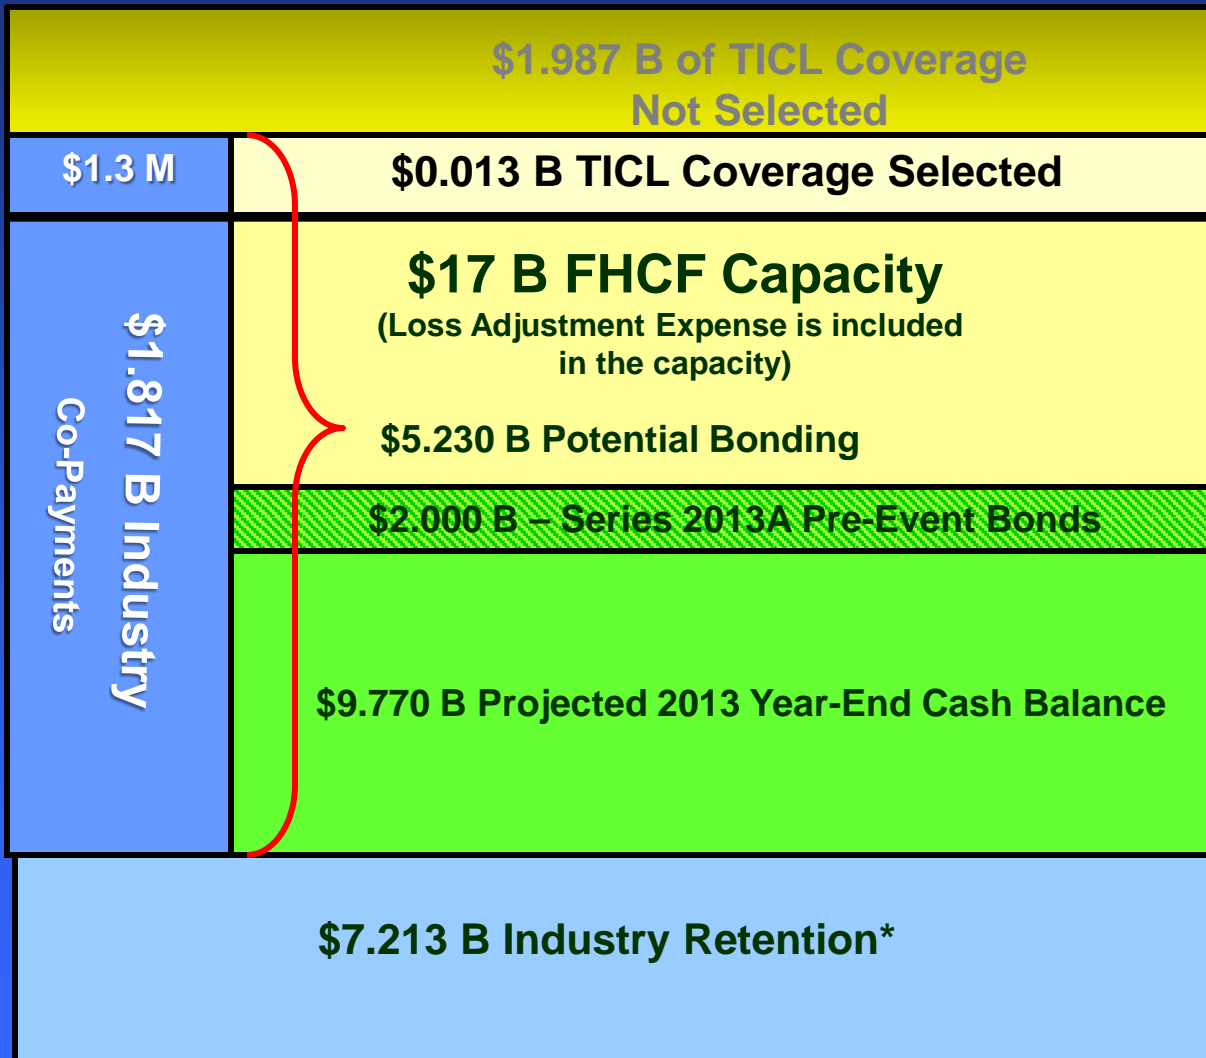 $1.987 B of TICL Coverage
Not Selected
$1.3 M
$0.013 B TICL Coverage Selected
$17 B FHCF Capacity
(Loss Adjustment Expense is included
in the capacity)
$5.230 B Potential Bonding
$1.817 B Industry
Co-Payments
$2.000 B – Series 2013A Pre-Event Bonds
$9.770 B Projected 2013 Year-End Cash Balance
$7.213 B Industry Retention*